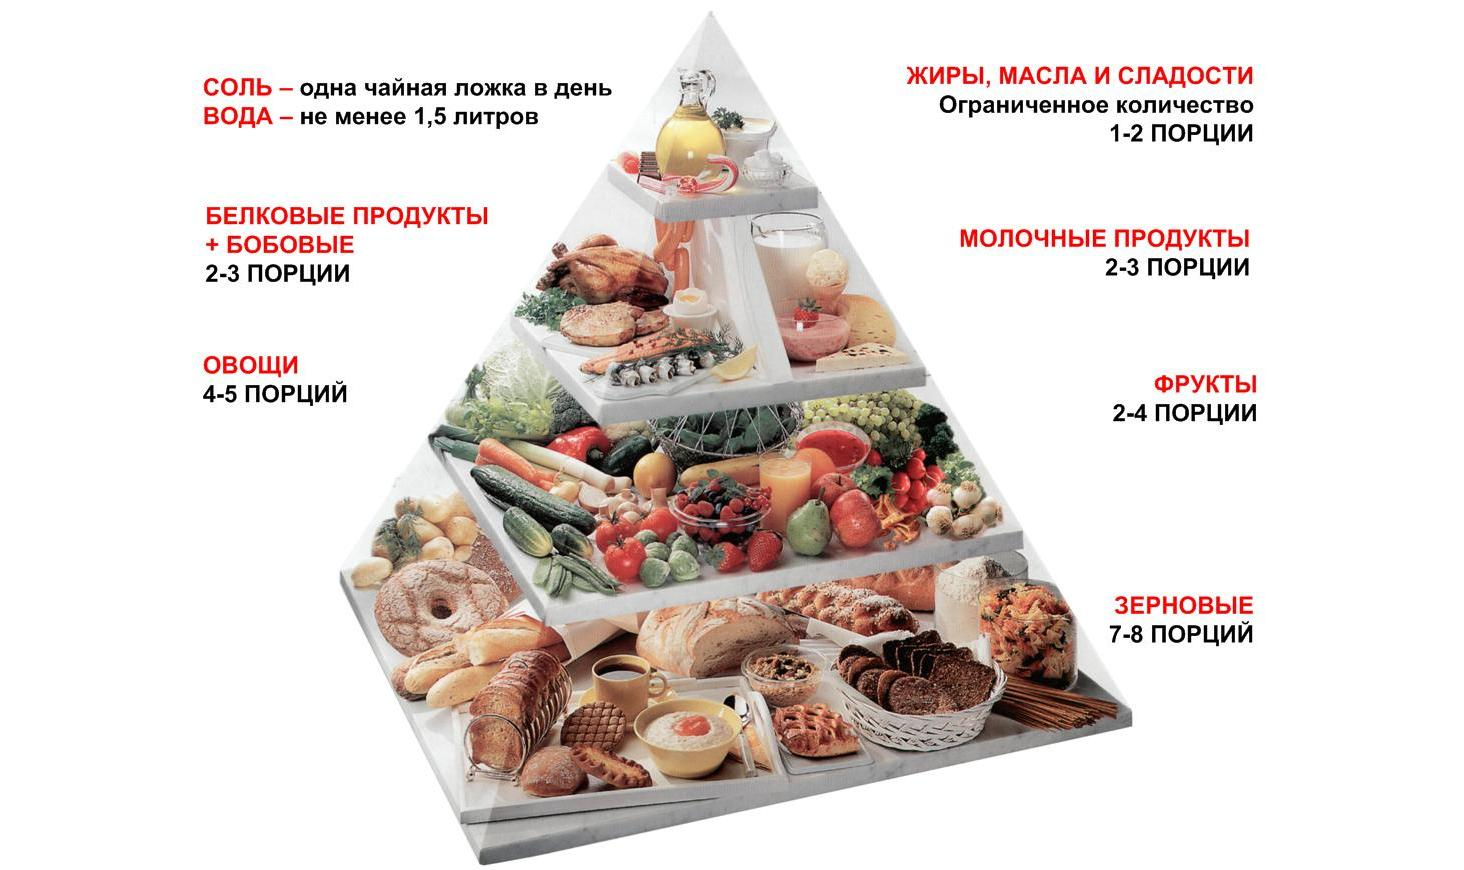 СОЛЬ – одна чайная ложка в день
ВОДА – не менее 1,5 литров
ЖИРЫ, МАСЛА И СЛАДОСТИ
Ограниченное количество
1-2 ПОРЦИИ
БЕЛКОВЫЕ ПРОДУКТЫ
+ БОБОВЫЕ
2-3 ПОРЦИИ
МОЛОЧНЫЕ ПРОДУКТЫ
2-3 ПОРЦИИ
ОВОЩИ
4-5 ПОРЦИЙ
ФРУКТЫ
2-4 ПОРЦИИ
ЗЕРНОВЫЕ
7-8 ПОРЦИЙ